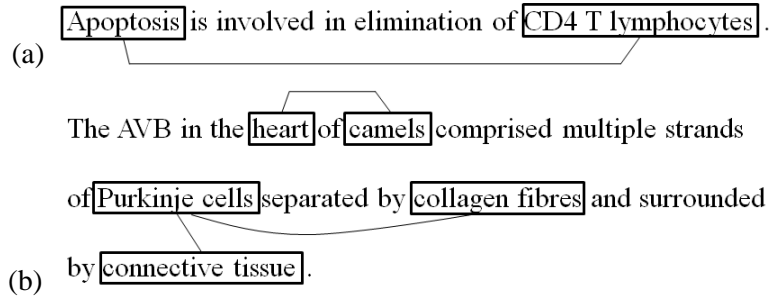 (a) Apoptosis is involved in elimination of CD4 T lymphocytes .
The AVB in the heart of camels comprised multiple strands
of Purkinje cells separated by collagen fibres and surrounded
(b) by connective tissue .